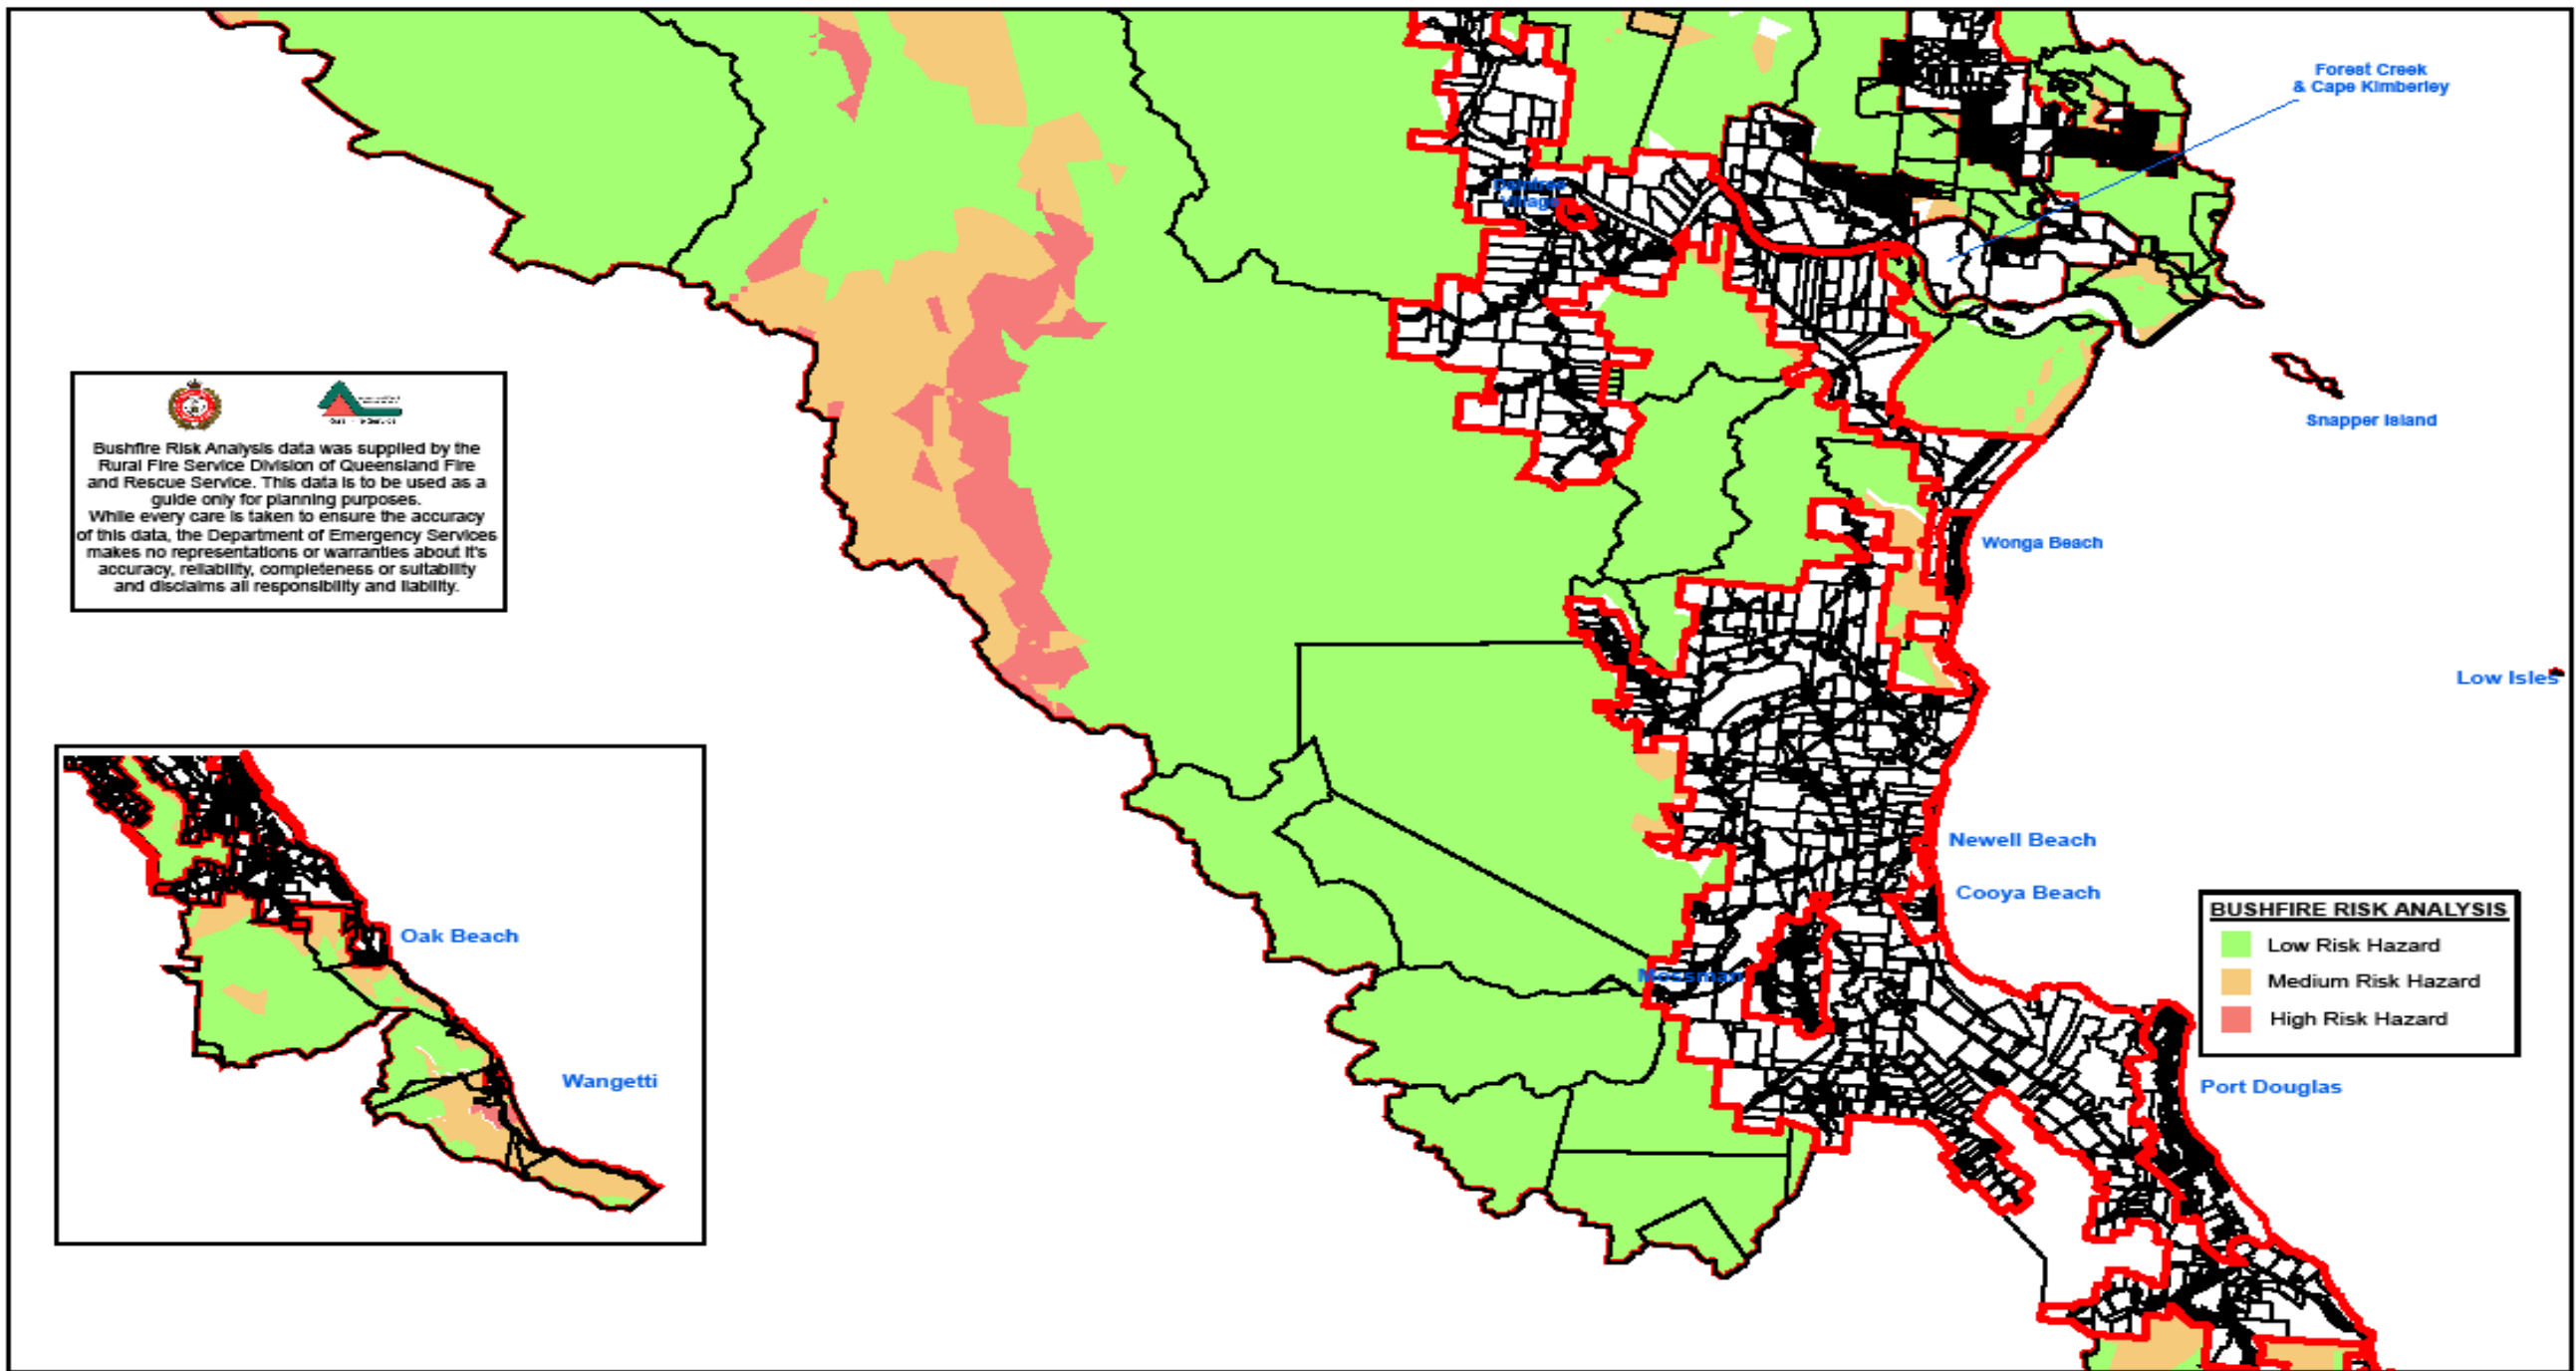 Forest Creek
& Cape Kimberley
Daintree
Village
Snapper Island
Bushfire Risk Analysis data was supplied by the
Rural Fire Service Division of Queensland Fire
and Rescue Service. This data is to be used as a
guide only for planning purposes.
While every care is taken to ensure the accuracy
of this data, the Department of Emergency Services
makes no representations or warranties about it's
accuracy, reliability, completeness or suitability
and disclaims all responsibility and liability.
Wonga Beach
Low Isles
Newell Beach
Cooya Beach
Mossman
Port Douglas
Oak Beach
Wangetti
BUSHFIRE RISK ANALYSIS
Low Risk Hazard
Medium Risk Hazard
High Risk Hazard